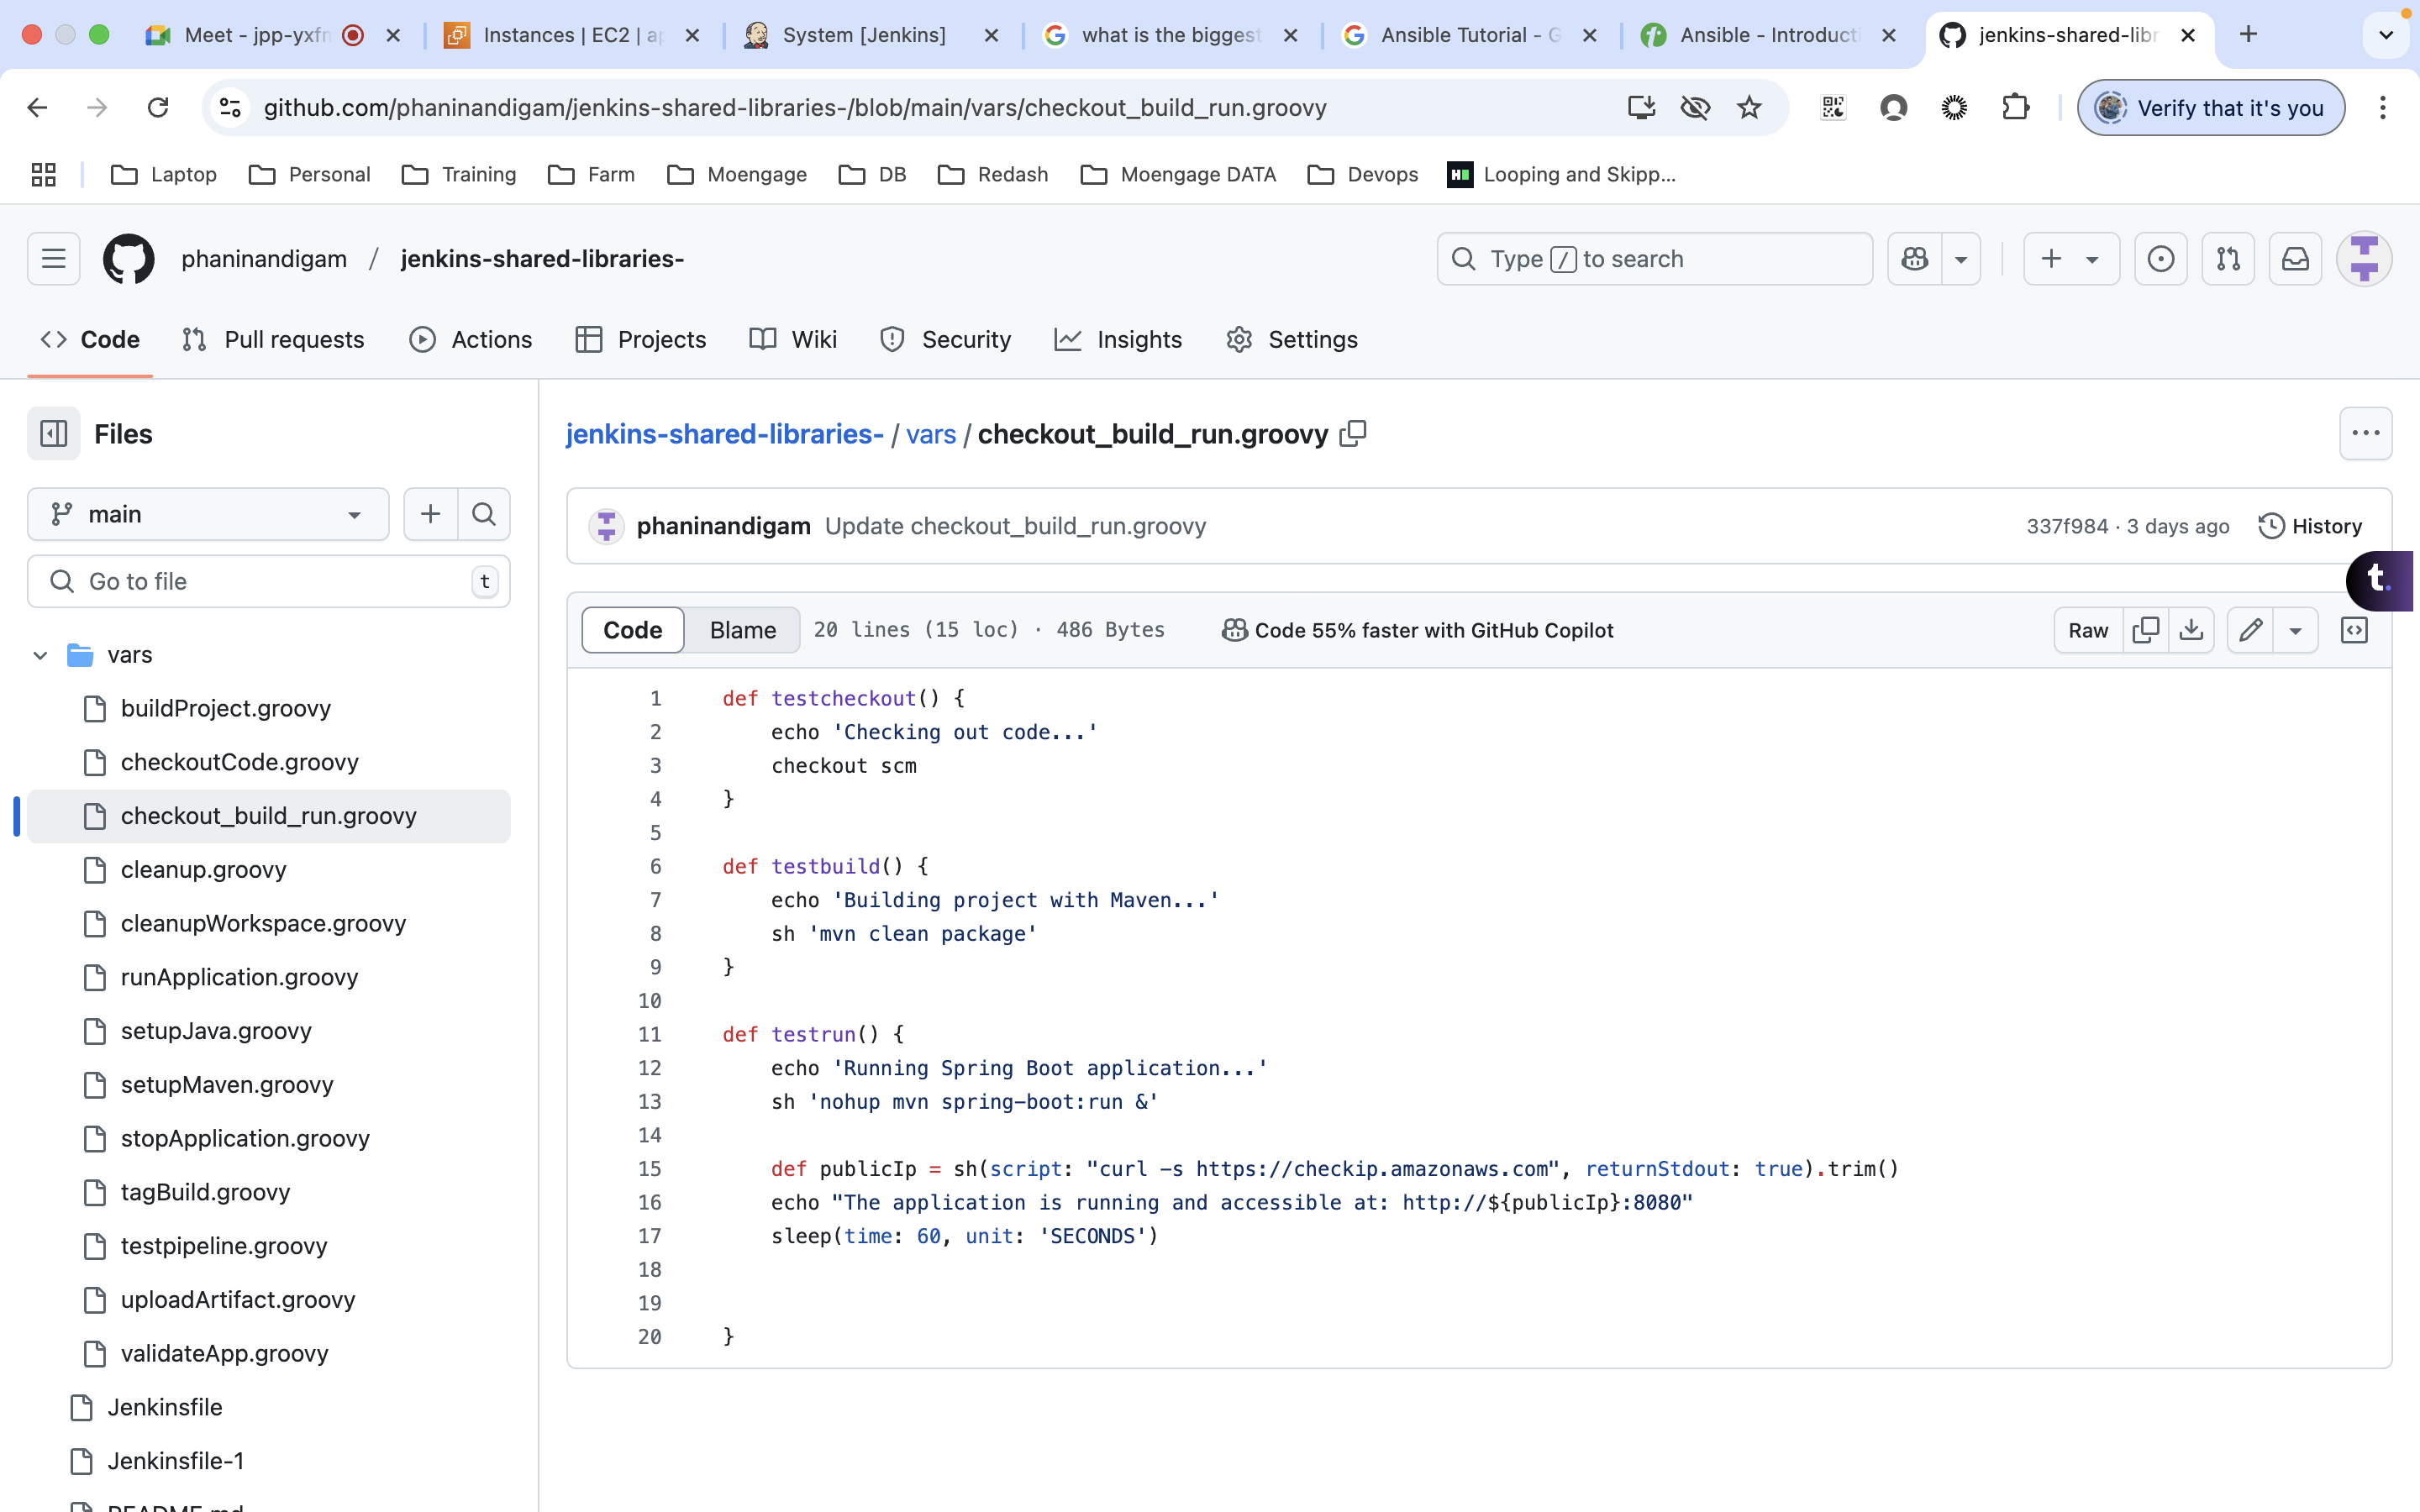 Meet - jpp-yxfn
Instances | EC2 | ap
System [Jenkins]
what is the biggest
Ansible Tutorial - G
Ansible - Introducti
jenkins-shared-libr
github.com/phaninandigam/jenkins-shared-libraries-/blob/main/vars/checkout_build_run.groovy
Verify that it's you
Laptop
Personal
Training
Farm
Moengage
DB
Redash
Moengage DATA
Devops
Looping and Skipp...
phaninandigam / jenkins-shared-libraries-
Type / to search
Code
Pull requests
Actions
Projects
Wiki
Security
Insights
Settings
Files
main
Go to file
t
vars
buildProject.groovy
checkoutCode.groovy
checkout_build_run.groovy
cleanup.groovy
cleanupWorkspace.groovy
runApplication.groovy
setupJava.groovy
setupMaven.groovy
stopApplication.groovy
tagBuild.groovy
testpipeline.groovy
uploadArtifact.groovy
validateApp.groovy
Jenkinsfile
Jenkinsfile-1
README.md
jenkins-shared-libraries- / vars / checkout_build_run.groovy
phaninandigam Update checkout_build_run.groovy
337f984 · 3 days ago
History
t.
Code
Blame
20 lines (15 loc) · 486 Bytes
Code 55% faster with GitHub Copilot
Raw
1 def testcheckout() {
2 echo 'Checking out code...'
3 checkout scm
4 }
5
6 def testbuild() {
7 echo 'Building project with Maven...'
8 sh 'mvn clean package'
9 }
10
11 def testrun() {
12 echo 'Running Spring Boot application...'
13 sh 'nohup mvn spring-boot:run &'
14
15 def publicIp = sh(script: "curl -s https://checkip.amazonaws.com", returnStdout: true).trim()
16 echo "The application is running and accessible at: http://${publicIp}:8080"
17 sleep(time: 60, unit: 'SECONDS')
18
19
20 }